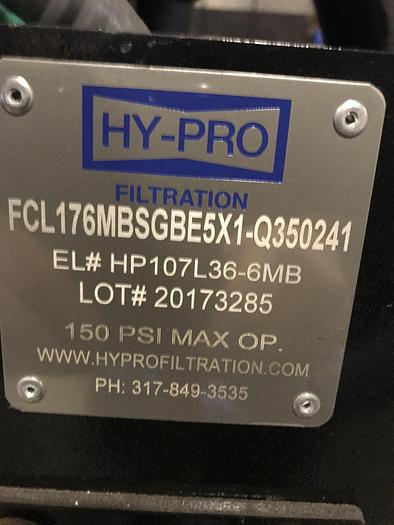 HY-PRO
FILTRATION
FCL176MBSGBE5X1-Q350241
EL# HP107L36-6MB
LOT# 20173285
150 PSI MAX OP.
WWW.HYPROFILTRATION.COM
PH: 317-849-3535